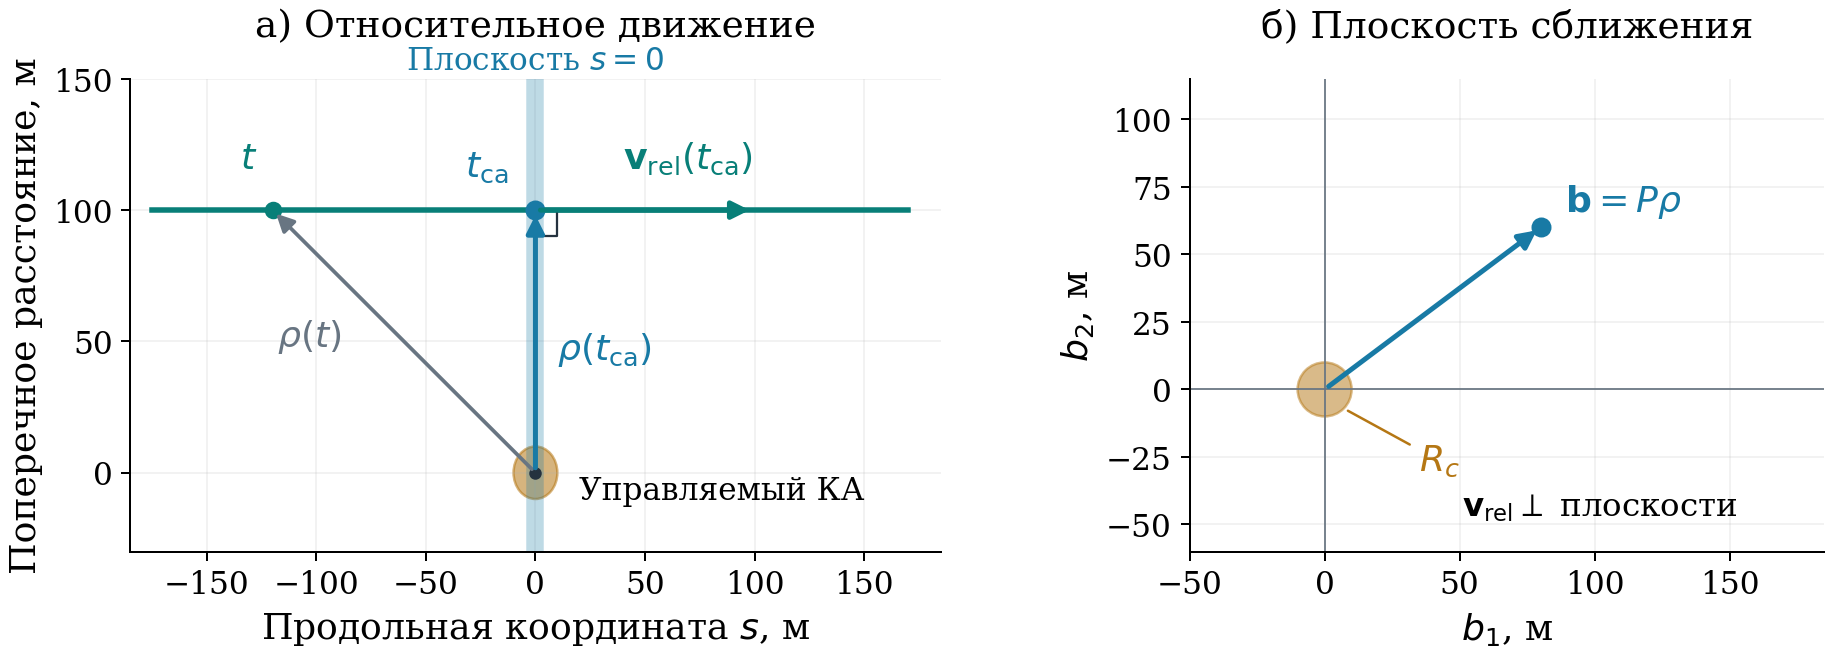 а) Относительное движение
Плоскость s = 0
Поперечное расстояние, м
150
100
50
0
t
t_ca
v_rel(t_ca)
ρ(t)
ρ(t_ca)
Управляемый КА
−150 −100 −50 0 50 100 150
Продольная координата s, м
б) Плоскость сближения
b₂, м
100
75
50
25
0
−25
−50
b = Pρ
R_c
v_rel ⊥ плоскости
−50 0 50 100 150
b₁, м